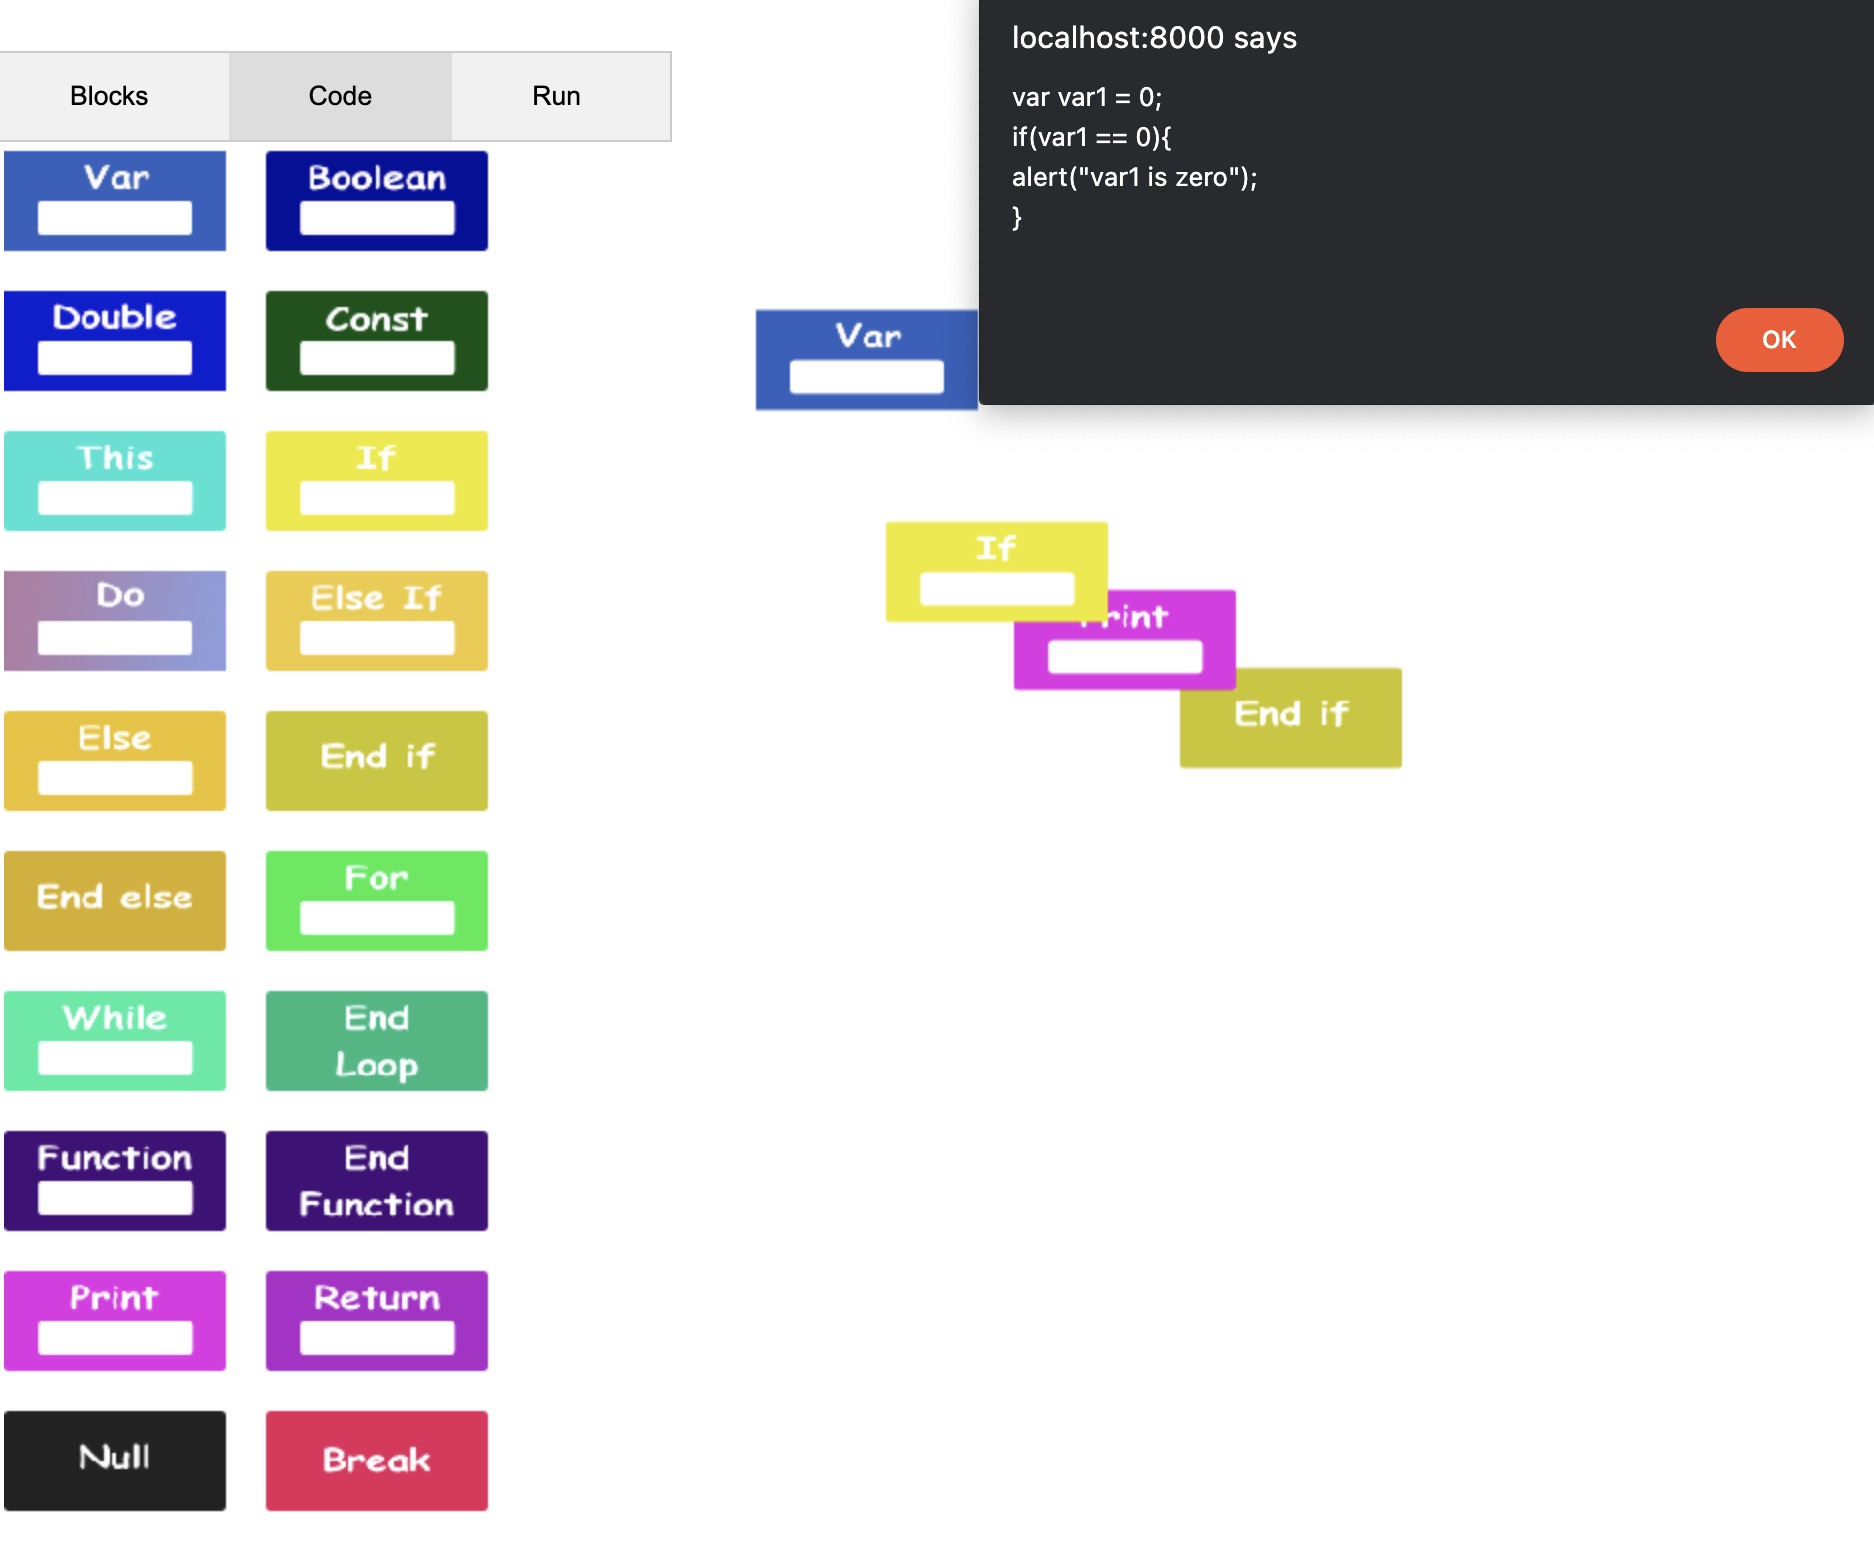 localhost:8000 says
var var1 = 0;
if(var1 == 0){
alert("var1 is zero");
}
OK
Blocks Code Run
Var Boolean
Double Const
This If
Do Else If
Else End if
End else For
While End
Loop
Function End
Function
Print Return
Null Break
Var
If
Print
End if